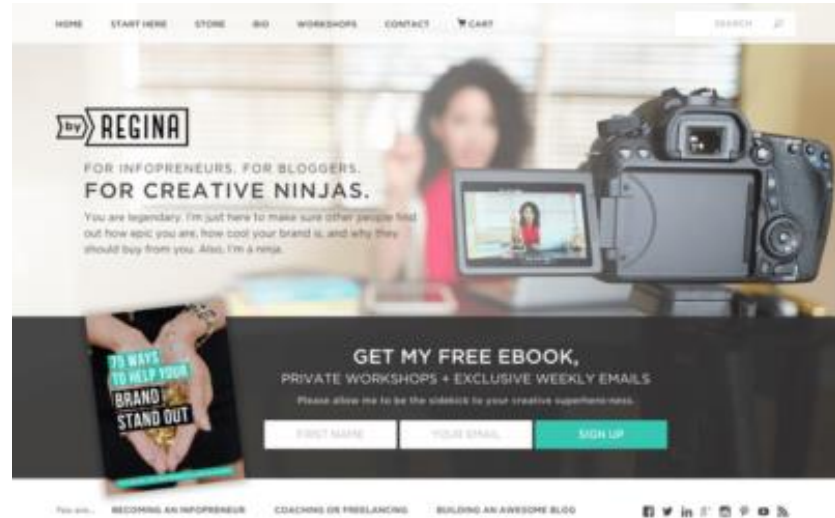 HOME START HERE STORE BIO WORKSHOPS CONTACT CART SEARCH
by REGINA
FOR INFOPRENEURS. FOR BLOGGERS.
FOR CREATIVE NINJAS.
You are legendary. I'm just here to make sure other people find
out how epic you are, how cool your brand is, and why they
should buy from you. Also, I'm a ninja.
75 WAYS
TO HELP YOUR
BRAND
STAND OUT
GET MY FREE EBOOK,
PRIVATE WORKSHOPS + EXCLUSIVE WEEKLY EMAILS
Please allow me to be the sidekick to your creative superhero-ness.
FIRST NAME YOUR EMAIL SIGN UP
You are... BECOMING AN INFOPRENEUR COACHING OR FREELANCING BUILDING AN AWESOME BLOG